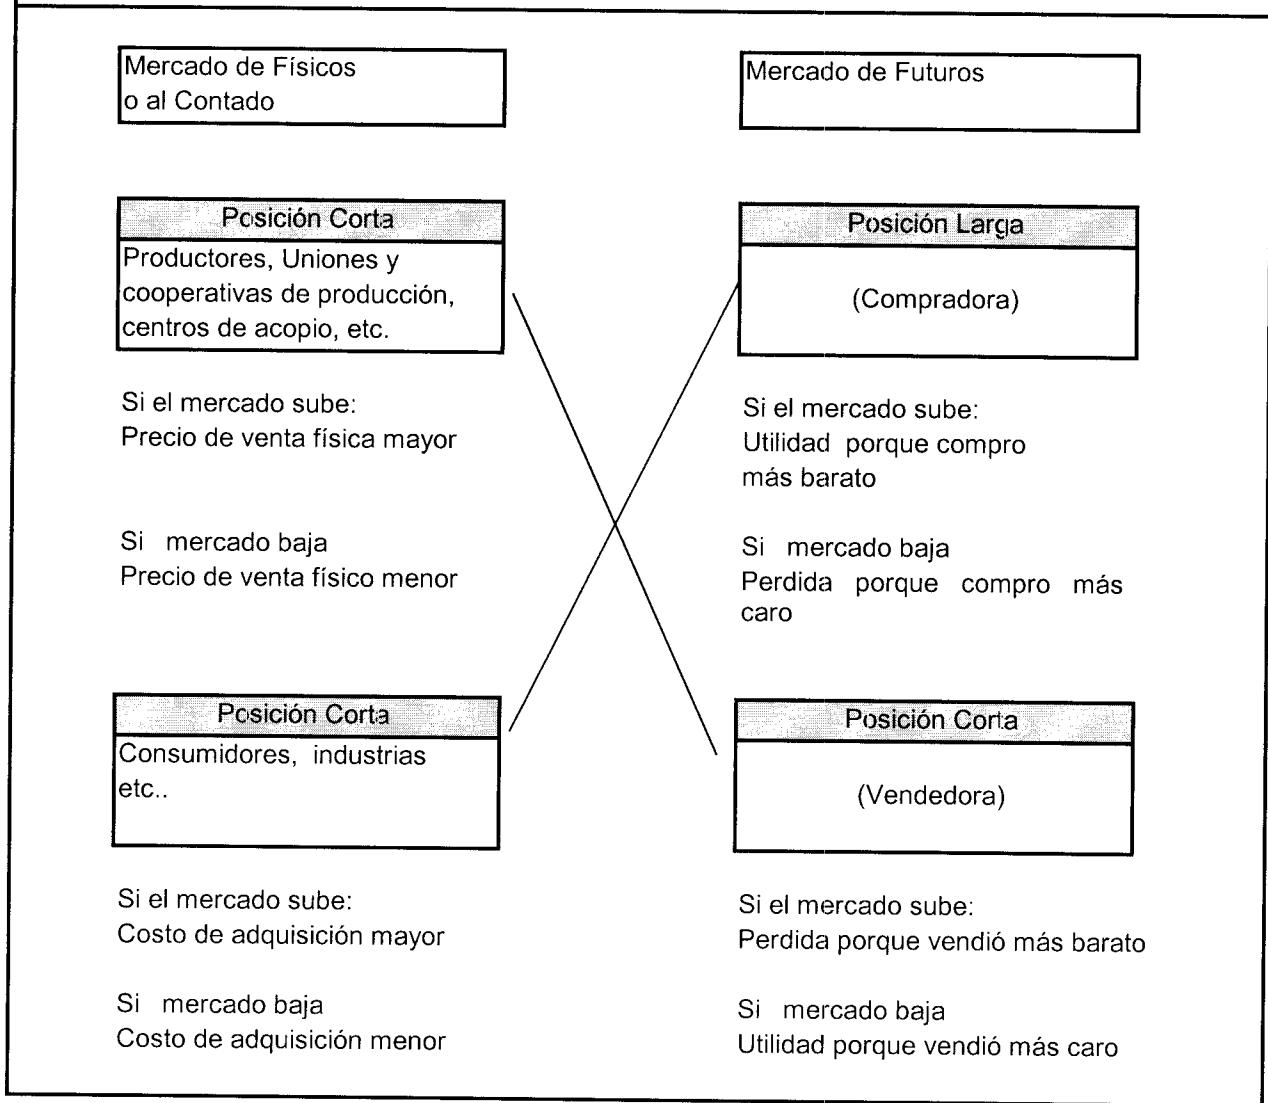 Mercado de Físicos
o al Contado
Mercado de Futuros
Posición Corta
Productores, Uniones y
cooperativas de producción,
centros de acopio, etc.
Si el mercado sube:
Precio de venta física mayor
Si mercado baja
Precio de venta físico menor
Posición Larga
(Compradora)
Si el mercado sube:
Utilidad porque compro
más barato
Si mercado baja
Perdida porque compro más
caro
Posición Corta
Consumidores, industrias
etc..
Si el mercado sube:
Costo de adquisición mayor
Si mercado baja
Costo de adquisición menor
Posición Corta
(Vendedora)
Si el mercado sube:
Perdida porque vendió más barato
Si mercado baja
Utilidad porque vendió más caro